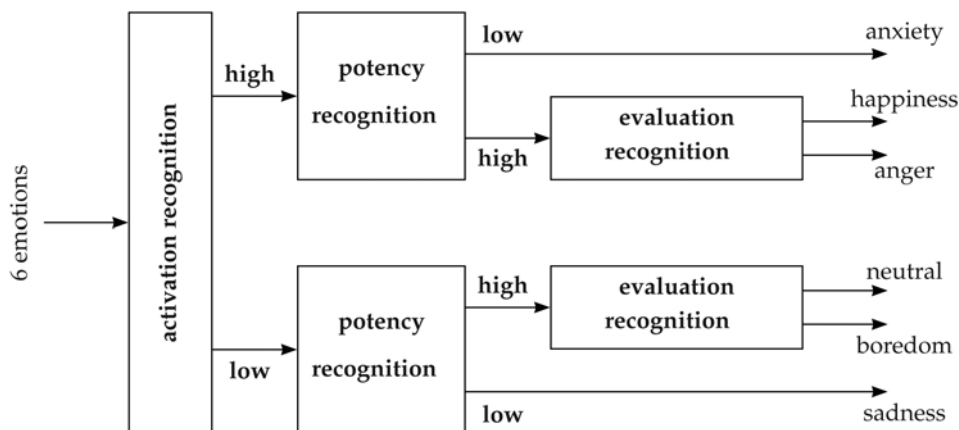 6 emotions
activation recognition
high
potency
recognition
low
anxiety
high
evaluation
recognition
happiness
anger
low
potency
recognition
high
evaluation
recognition
neutral
boredom
low
sadness